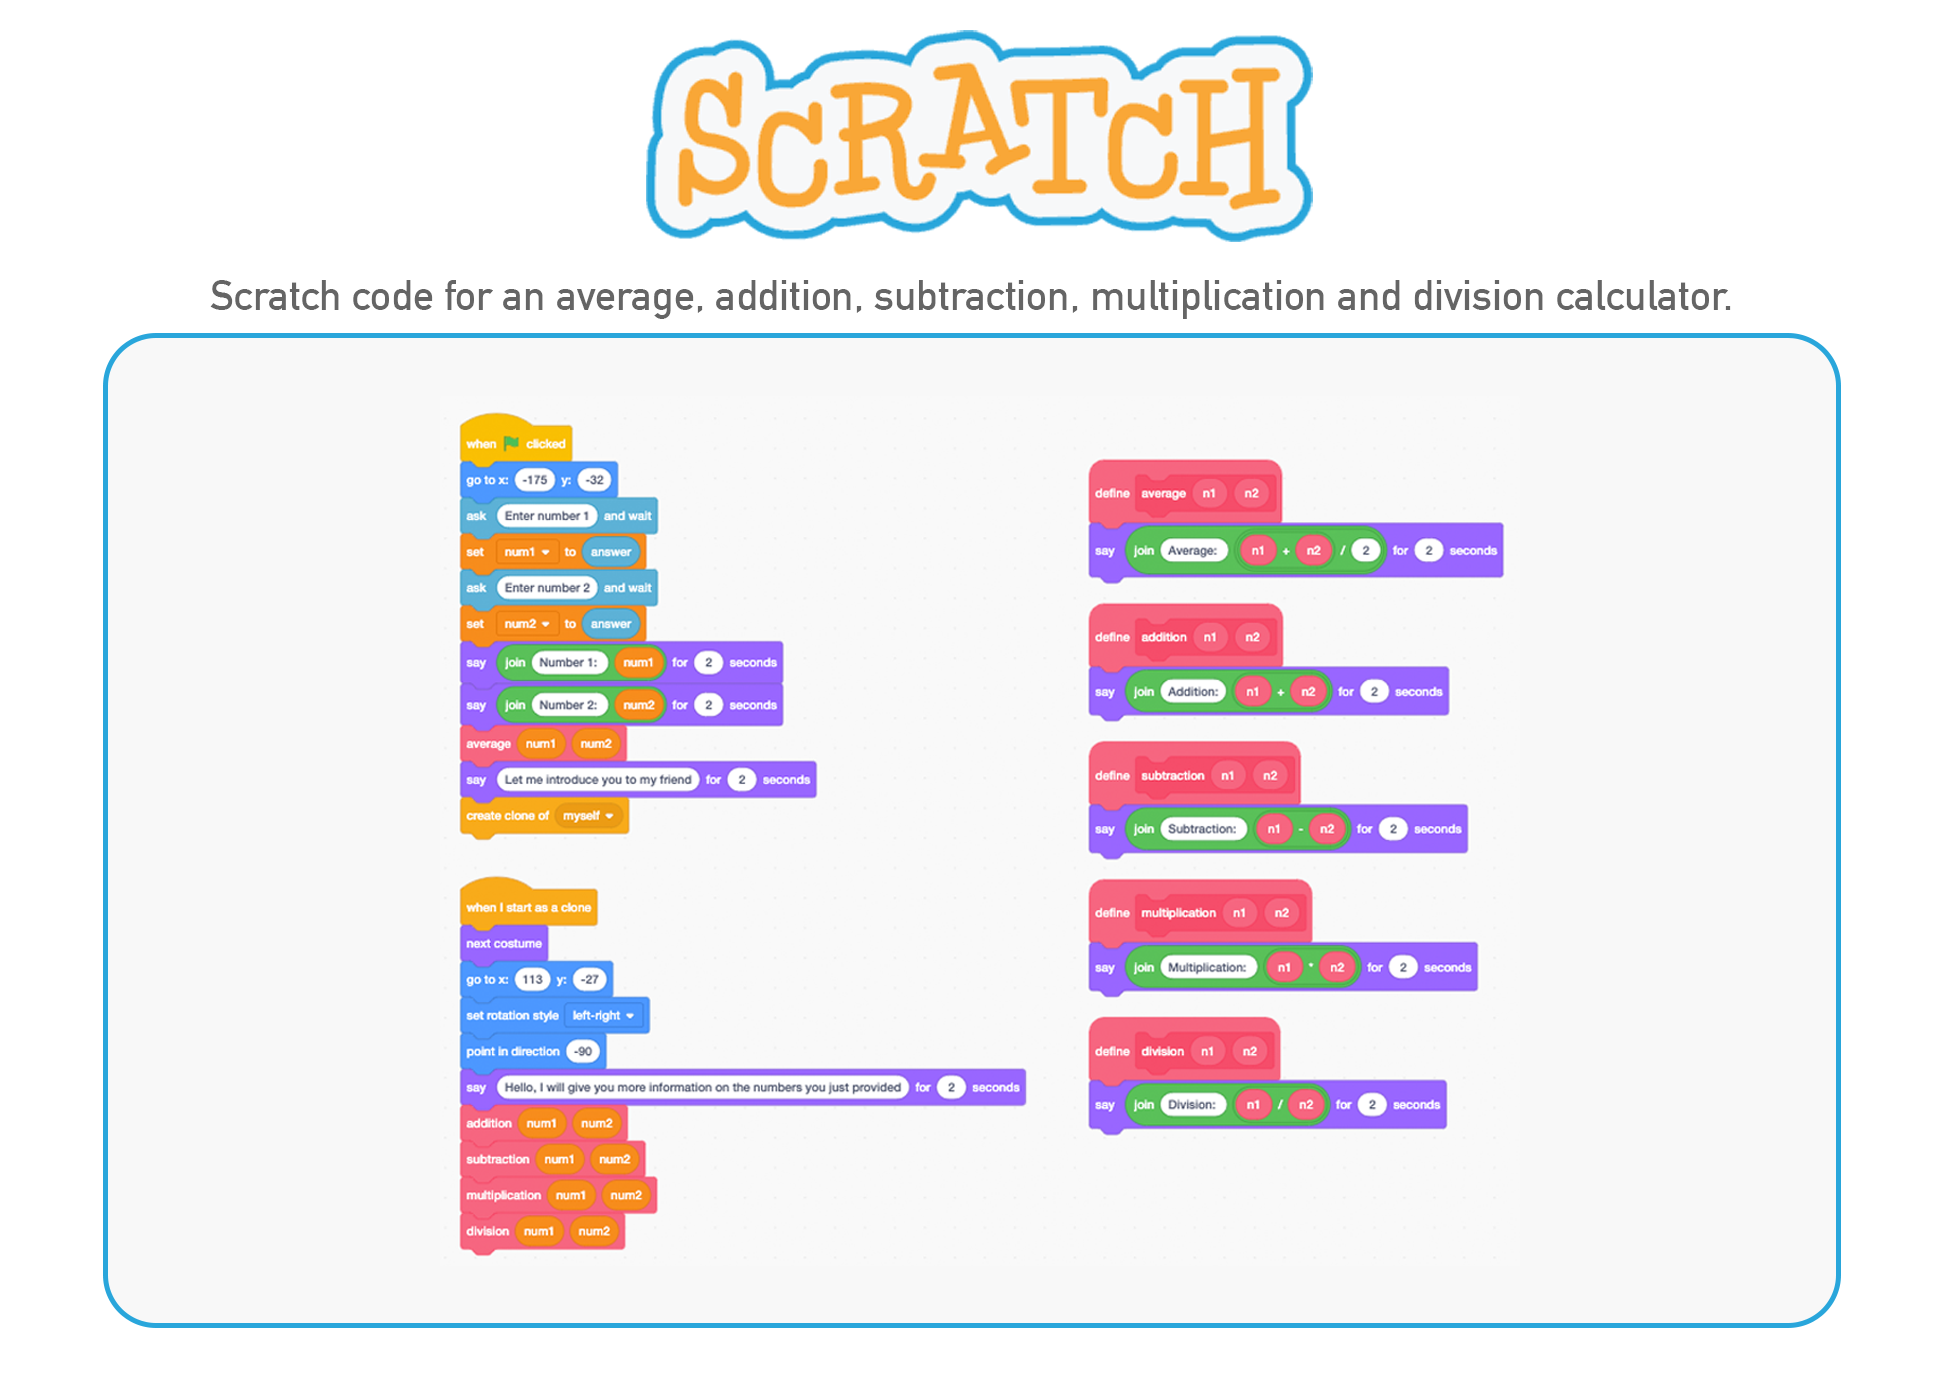 SCRATCH
Scratch code for an average, addition, subtraction, multiplication and division calculator.
when clicked
go to x: -175 y: -32
ask Enter number 1 and wait
set num1 to answer
ask Enter number 2 and wait
set num2 to answer
say join Number 1: num1 for 2 seconds
say join Number 2: num2 for 2 seconds
average num1 num2
say Let me introduce you to my friend for 2 seconds
create clone of myself
when I start as a clone
next costume
go to x: 113 y: -27
set rotation style left-right
point in direction -90
say Hello, I will give you more information on the numbers you just provided for 2 seconds
addition num1 num2
subtraction num1 num2
multiplication num1 num2
division num1 num2
define average n1 n2
say join Average: n1 + n2 / 2 for 2 seconds
define addition n1 n2
say join Addition: n1 + n2 for 2 seconds
define subtraction n1 n2
say join Subtraction: n1 - n2 for 2 seconds
define multiplication n1 n2
say join Multiplication: n1 * n2 for 2 seconds
define division n1 n2
say join Division: n1 / n2 for 2 seconds